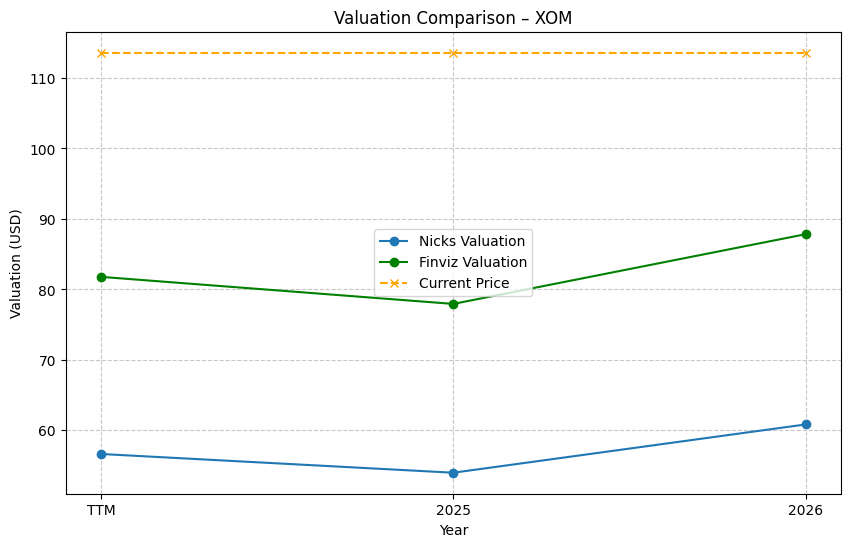 Valuation Comparison – XOM
Valuation (USD)
110
100
90
80
70
60
Nicks Valuation
Finviz Valuation
Current Price
TTM
2025
2026
Year